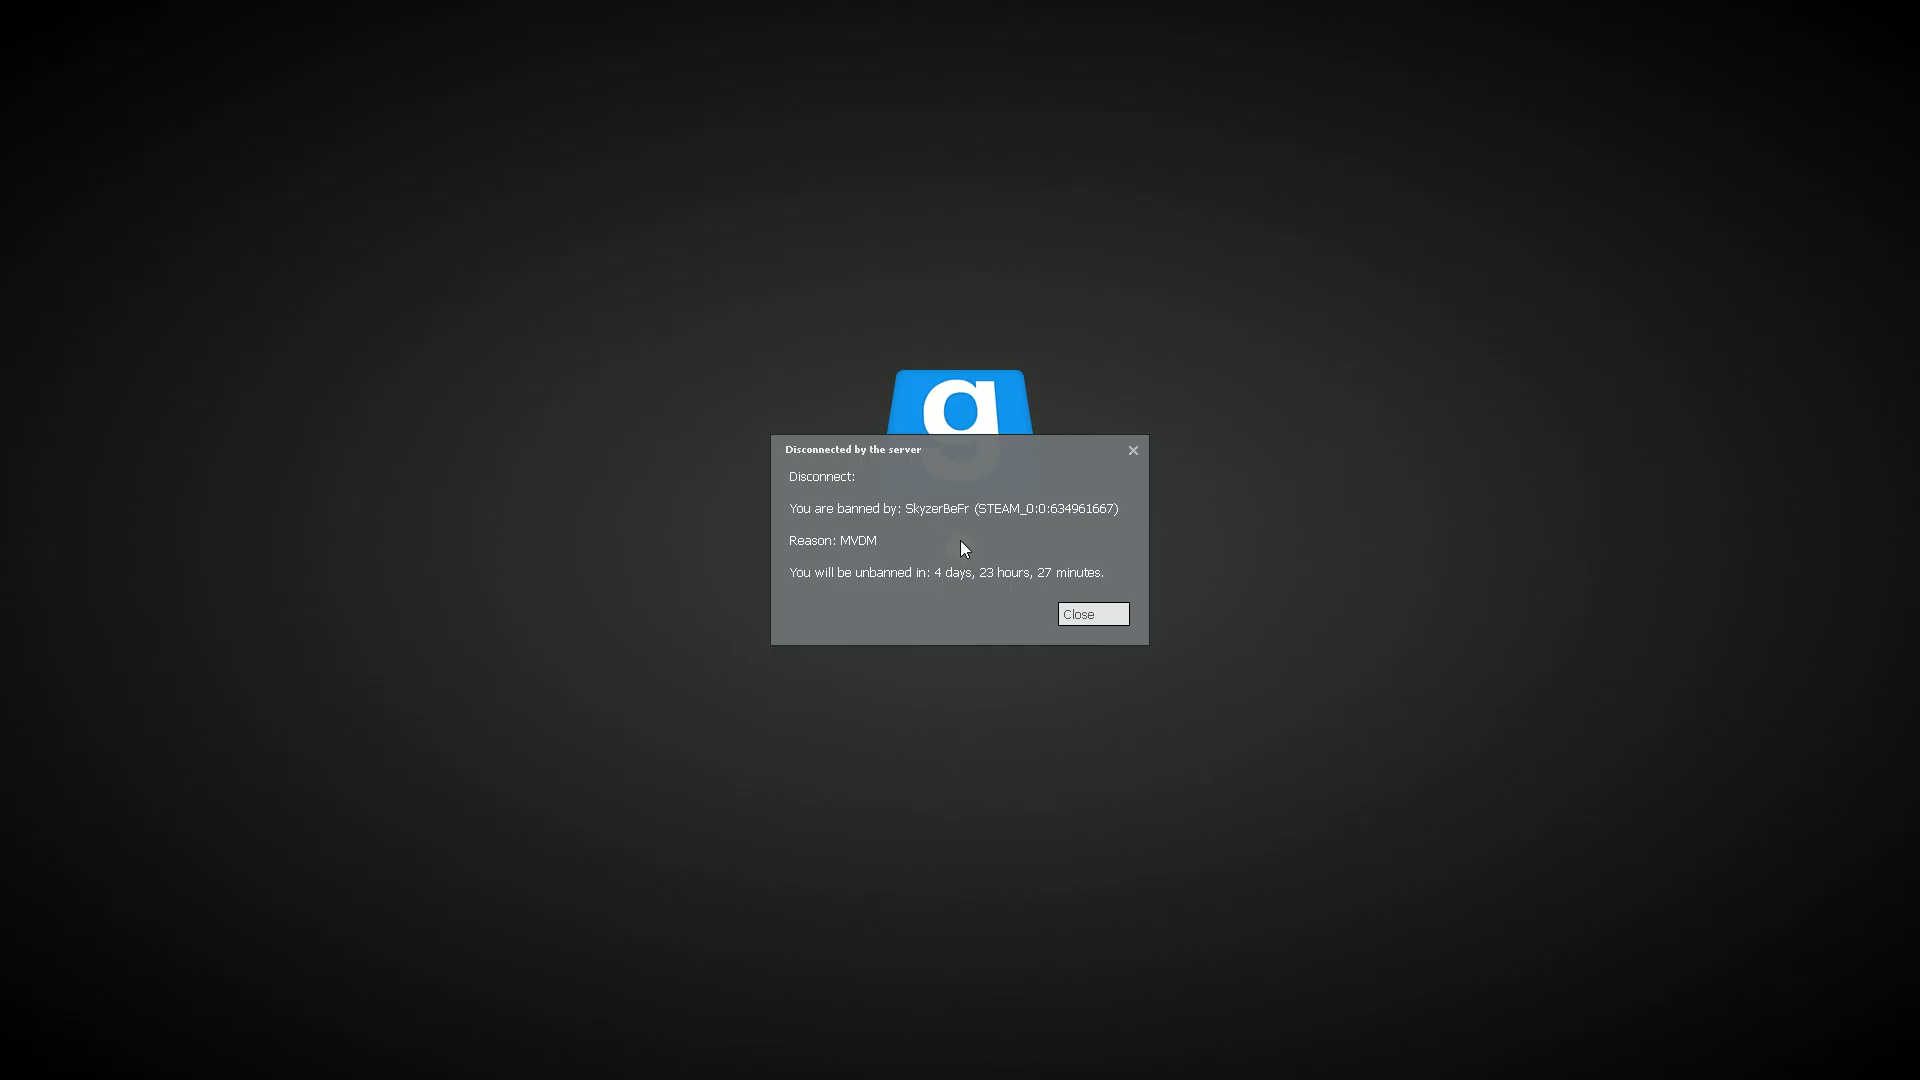 g
Disconnected by the server
Disconnect:
You are banned by: SkyzerBeFr (STEAM_0:0:634961667)
Reason: MVDM
You will be unbanned in: 4 days, 23 hours, 27 minutes.
Close